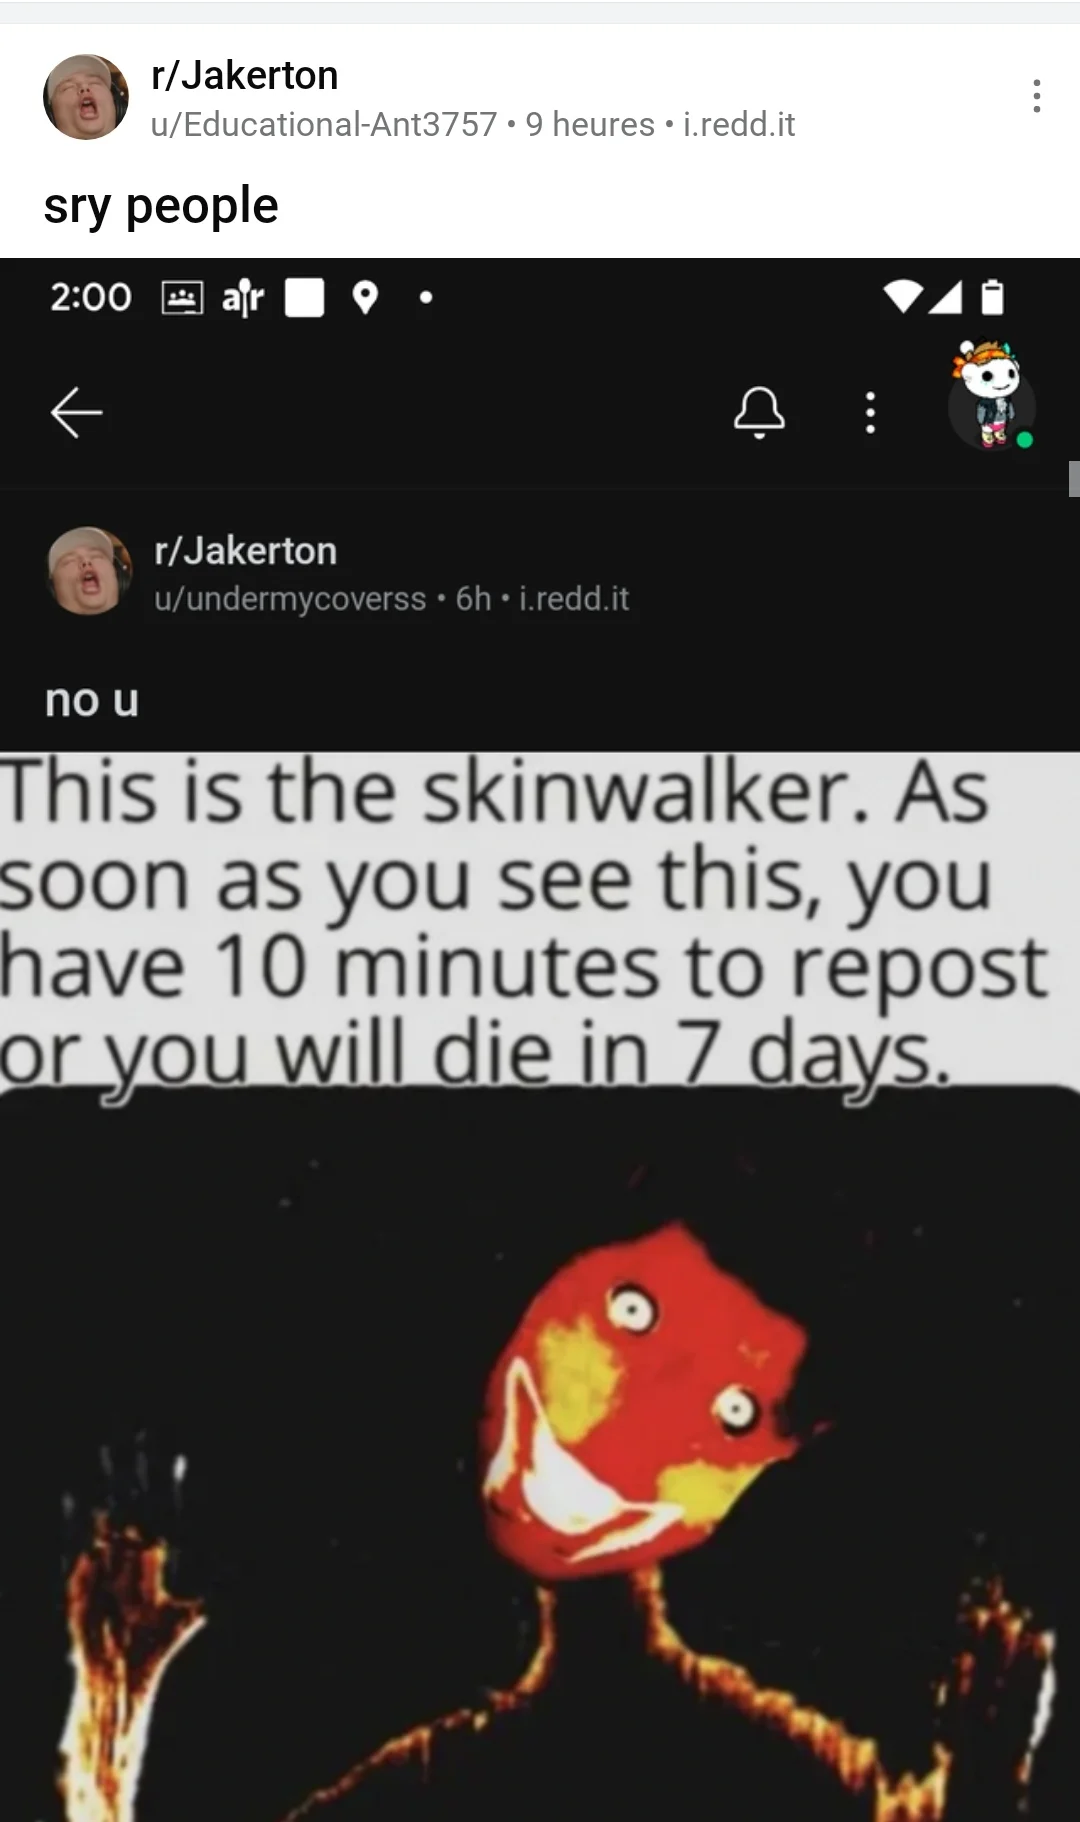 r/Jakerton
u/Educational-Ant3757 • 9 heures • i.redd.it
sry people
2:00
r/Jakerton
u/undermycoverss • 6h • i.redd.it
no u
This is the skinwalker. As
soon as you see this, you
have 10 minutes to repost
or you will die in 7 days.